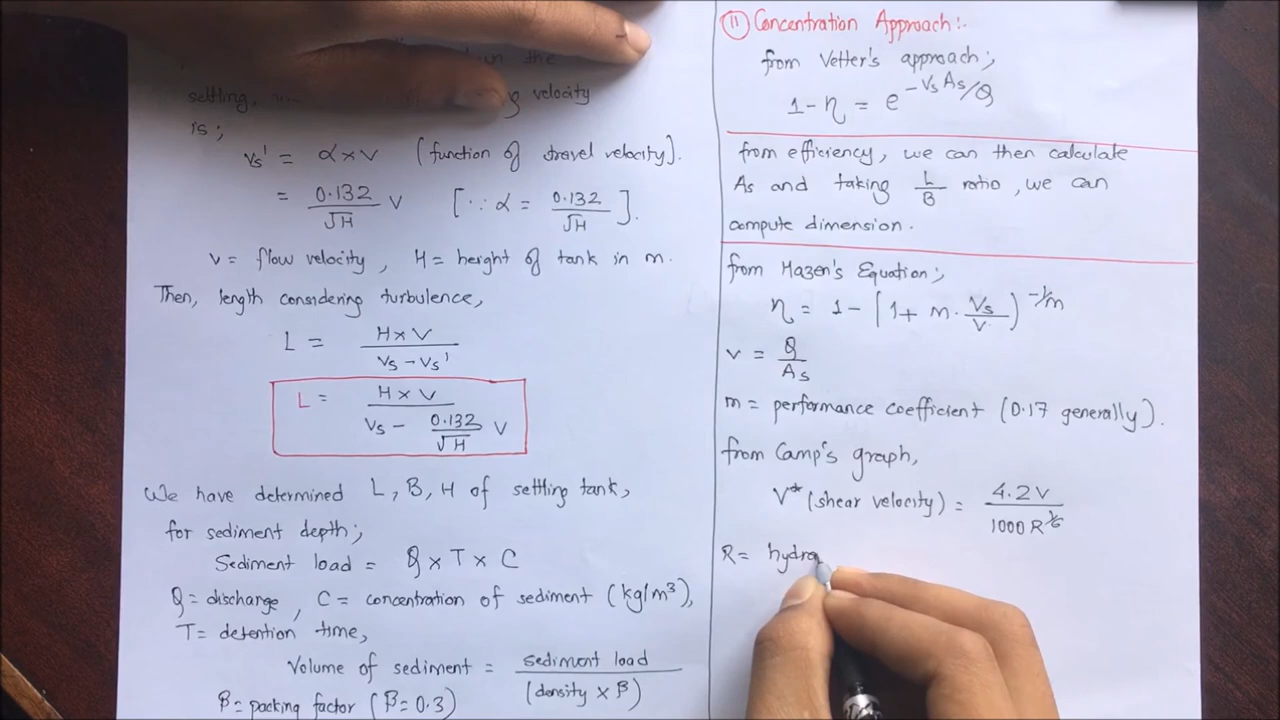 in the
settling, velocity
is;
Vs' = α×V (function of travel velocity).
= 0.132/√H V [∵ α = 0.132/√H].
V = flow velocity, H = height of tank in m.
Then, length considering turbulence,
L = H×V / Vs – Vs'
L = H×V / Vs – 0.132/√H V
We have determined L, B, H of settling tank,
for sediment depth;
Sediment load = Q × T × C
Q = discharge, C = concentration of sediment (kg/m³),
T = detention time,
Volume of sediment = sediment load / (density × β)
β = packing factor (β = 0.3)
(ii) Concentration Approach:-
from Vetter's approach;
1 – η = e^–VsAs/Q
from efficiency, we can then calculate
As and taking L/B ratio, we can
compute dimension.
from Hazen's Equation;
η = 1 – [1 + m. Vs/V.)^–1/m
V = Q/As
m = performance coefficient (0.17 generally).
from Camp's graph,
V* (shear velocity) = 4.2V / 1000 R^1/6
R = hydra